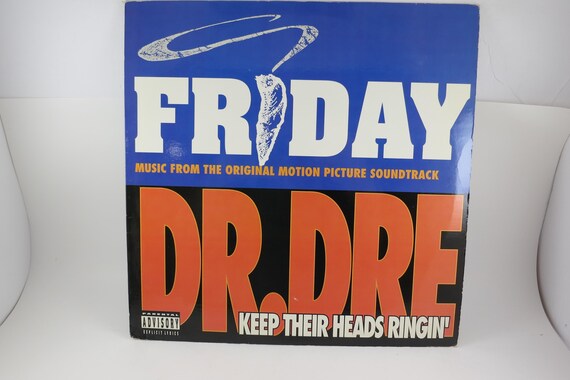 FRIDAY
MUSIC FROM THE ORIGINAL MOTION PICTURE SOUNDTRACK
DR. DRE
KEEP THEIR HEADS RINGIN'
PARENTAL
ADVISORY
EXPLICIT LYRICS